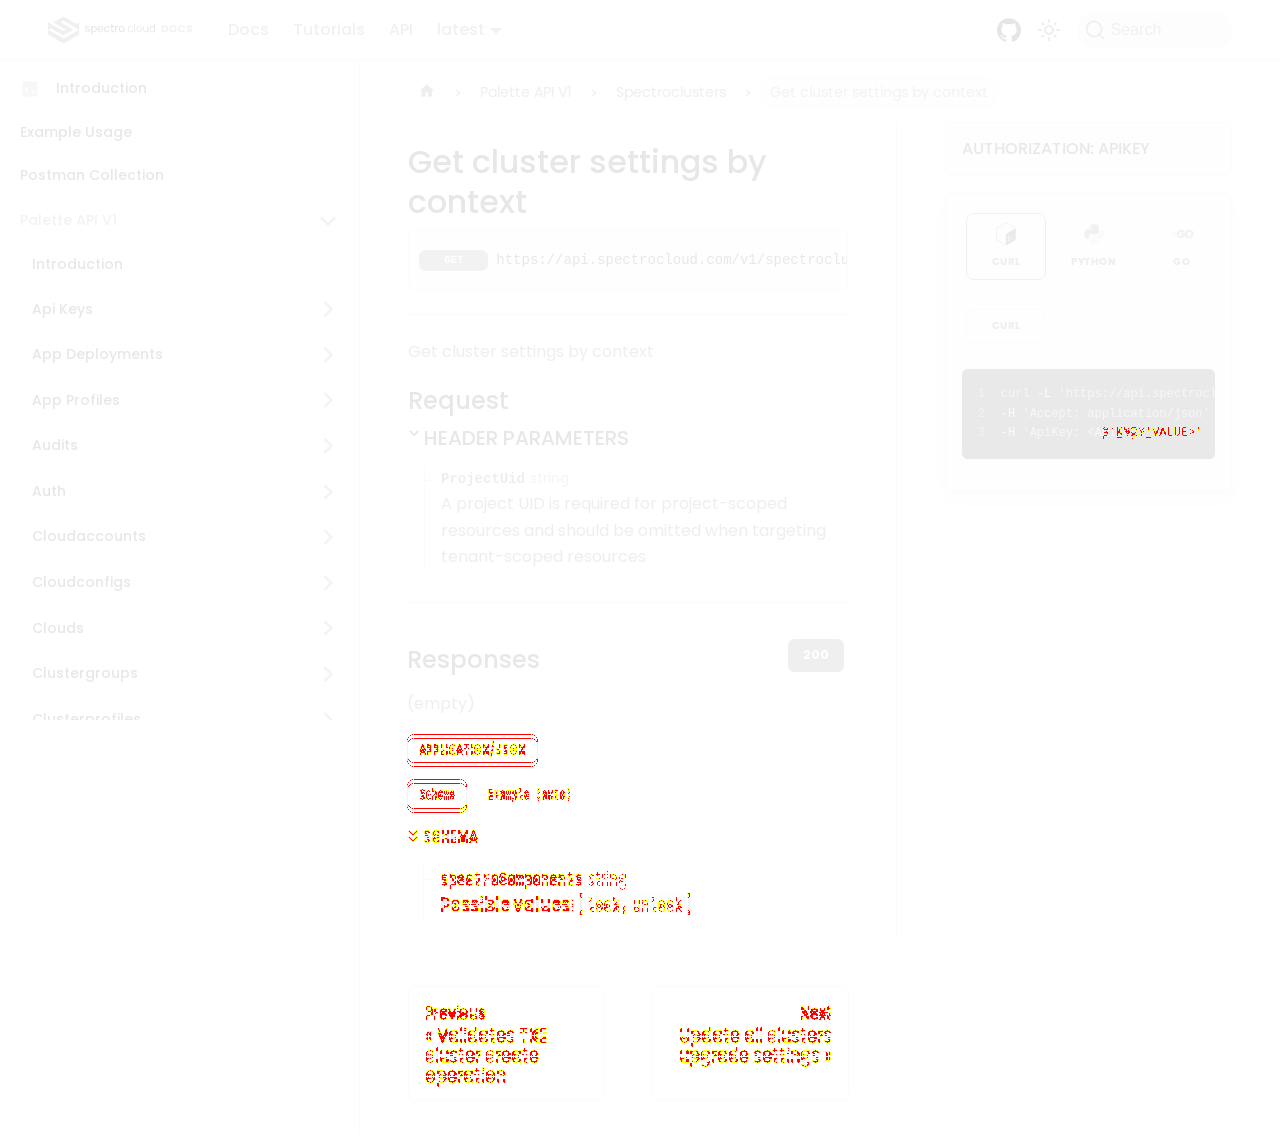 spectro cloud DOCS
Docs Tutorials API latest
Search
Introduction
Example Usage
Postman Collection
Palette API V1
Introduction
Api Keys
App Deployments
App Profiles
Audits
Auth
Cloudaccounts
Cloudconfigs
Clouds
Clustergroups
Clusterprofiles
Palette API V1 Spectroclusters Get cluster settings by context
Get cluster settings by
context
GET https://api.spectrocloud.com/v1/spectroclu
Get cluster settings by context
Request
HEADER PARAMETERS
ProjectUid string
A project UID is required for project-scoped
resources and should be omitted when targeting
tenant-scoped resources
Responses
200
(empty)
APPLICATION/JSON
Schema Example (auto)
SCHEMA
spectroComponents string
Possible values: [lock, unlock]
Previous
« Validates TKE
cluster create
operation
Next
Update all clusters
upgrade settings »
AUTHORIZATION: APIKEY
CURL PYTHON GO
GO
CURL
1 curl -L 'https://api.spectrocl
2 -H 'Accept: application/json'
3 -H 'ApiKey: